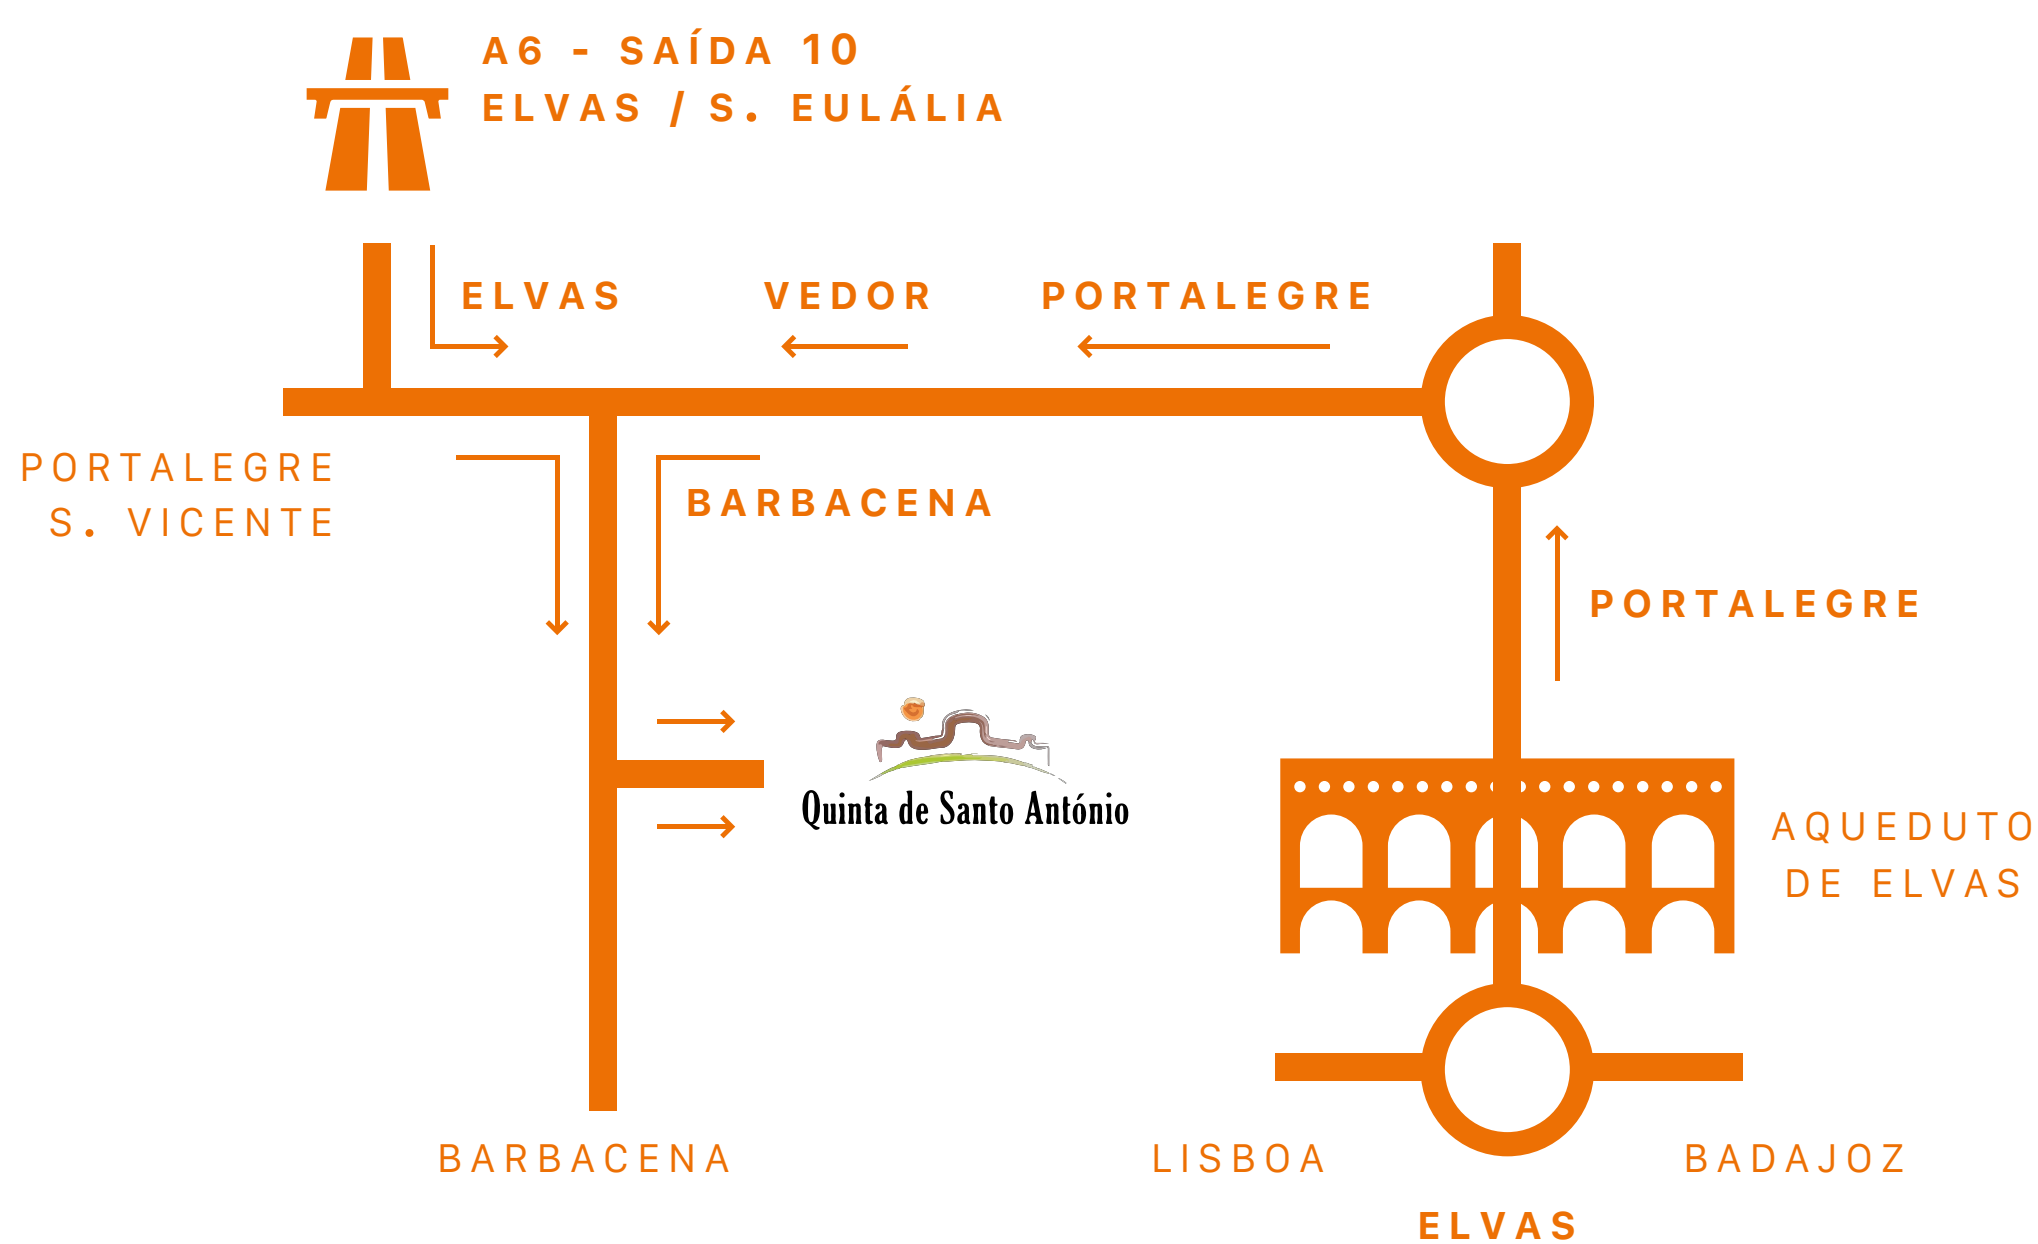 A6 - SAÍDA 10
ELVAS / S. EULÁLIA
ELVAS
VEDOR
PORTALEGRE
PORTALEGRE
S. VICENTE
BARBACENA
PORTALEGRE
Quinta de Santo António
AQUEDUTO
DE ELVAS
BARBACENA
LISBOA
BADAJOZ
ELVAS